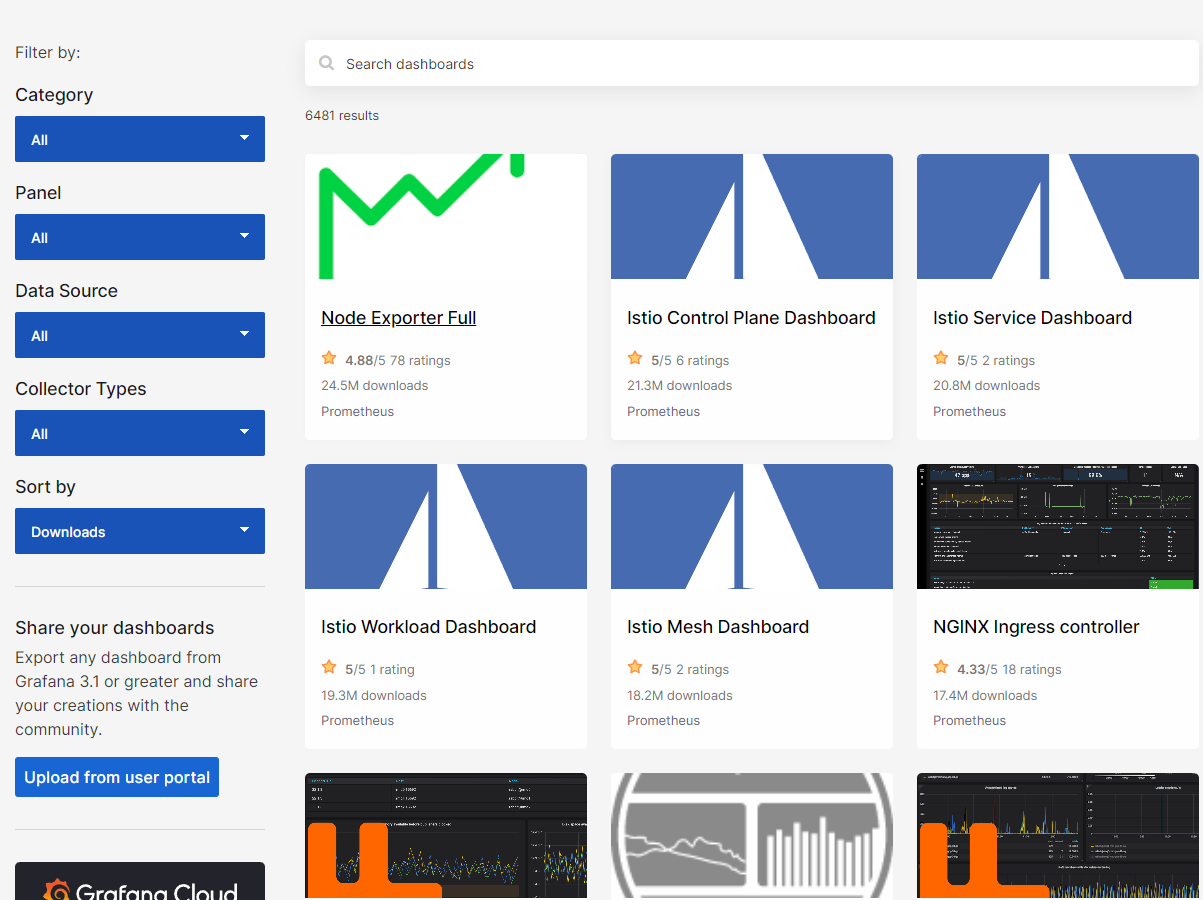 Filter by:
Category
All
Panel
All
Data Source
All
Collector Types
All
Sort by
Downloads
Share your dashboards
Export any dashboard from
Grafana 3.1 or greater and share
your creations with the
community.
Upload from user portal
Grafana Cloud
Search dashboards
6481 results
Node Exporter Full
4.88/5 78 ratings
24.5M downloads
Prometheus
Istio Control Plane Dashboard
5/5 6 ratings
21.3M downloads
Prometheus
Istio Service Dashboard
5/5 2 ratings
20.8M downloads
Prometheus
Istio Workload Dashboard
5/5 1 rating
19.3M downloads
Prometheus
Istio Mesh Dashboard
5/5 2 ratings
18.2M downloads
Prometheus
NGINX Ingress controller
4.33/5 18 ratings
17.4M downloads
Prometheus